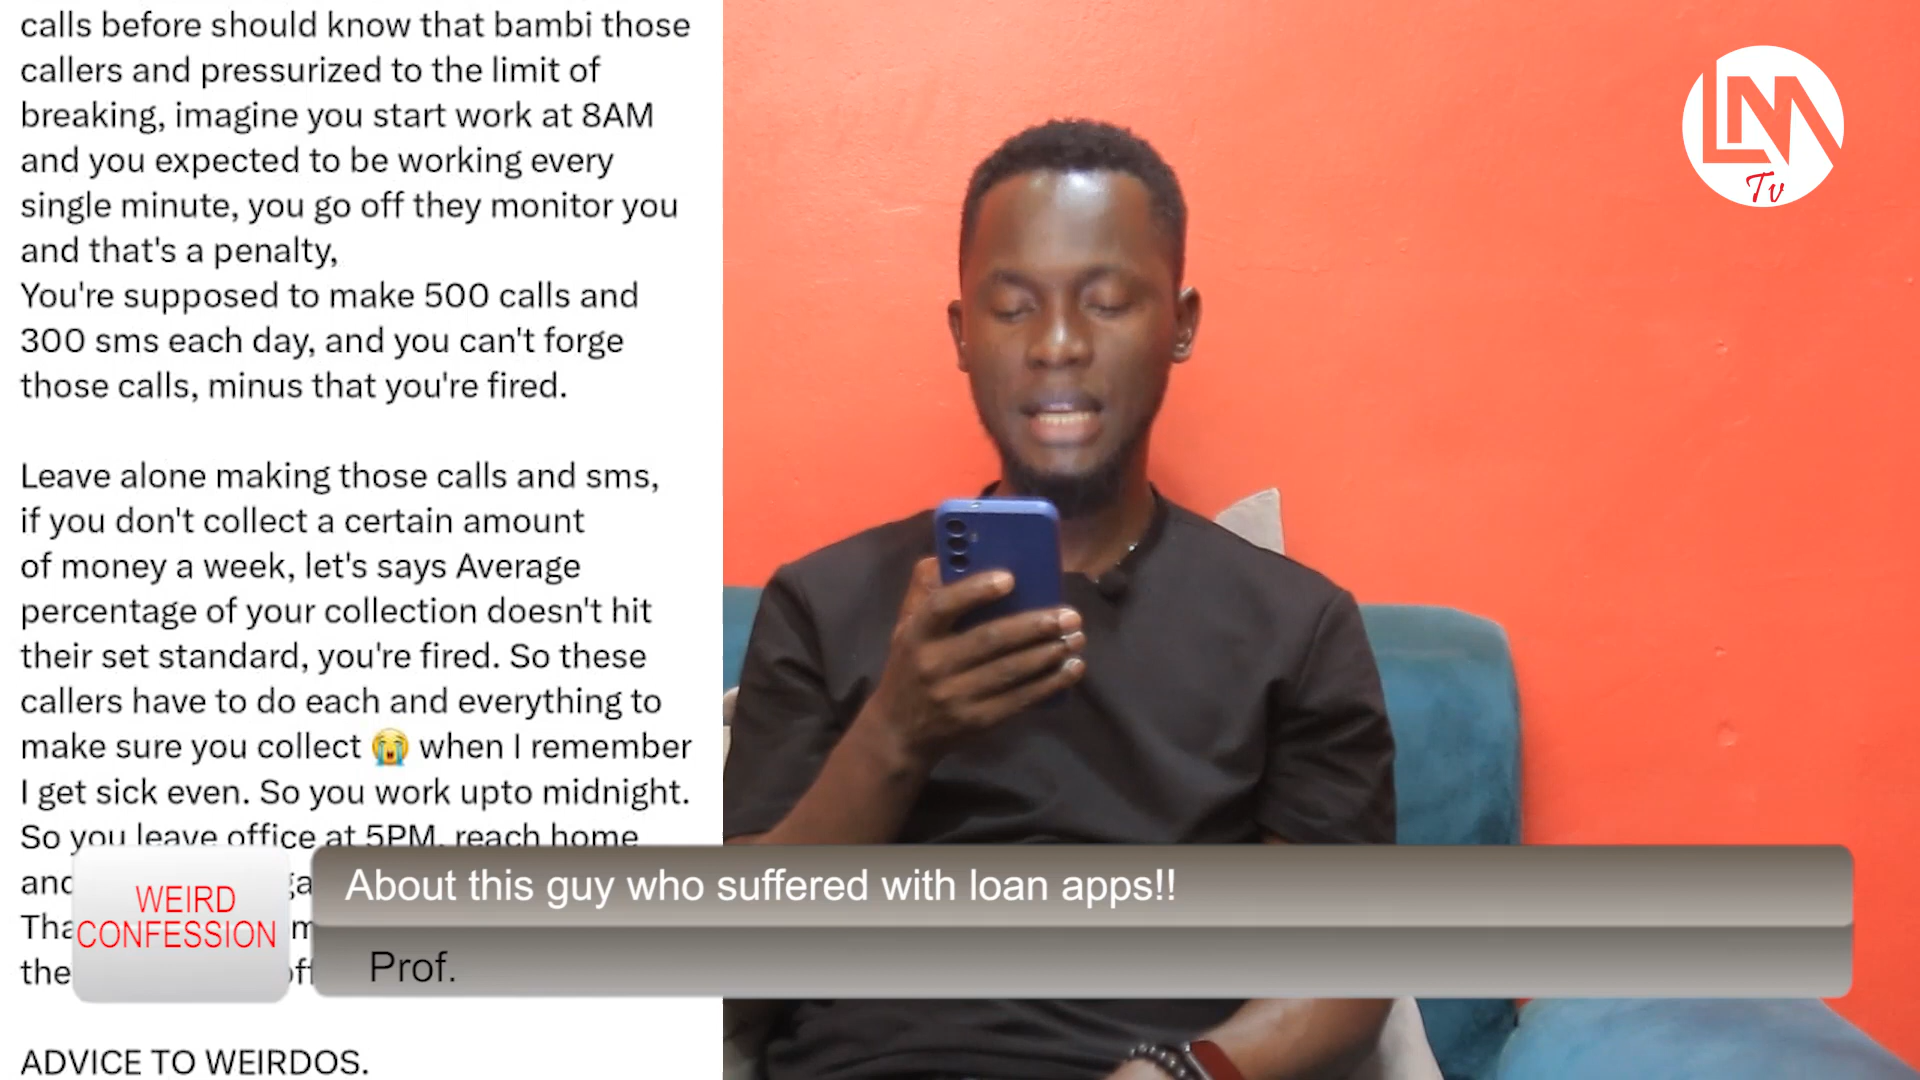 calls before should know that bambi those
callers and pressurized to the limit of
breaking, imagine you start work at 8AM
and you expected to be working every
single minute, you go off they monitor you
and that's a penalty,
You're supposed to make 500 calls and
300 sms each day, and you can't forge
those calls, minus that you're fired.
Leave alone making those calls and sms,
if you don't collect a certain amount
of money a week, let's says Average
percentage of your collection doesn't hit
their set standard, you're fired. So these
callers have to do each and everything to
make sure you collect 😭 when I remember
I get sick even. So you work upto midnight.
So you leave office at 5PM, reach home
ADVICE TO WEIRDOS.
LM
Tv
WEIRD
CONFESSION
About this guy who suffered with loan apps!!
Prof.